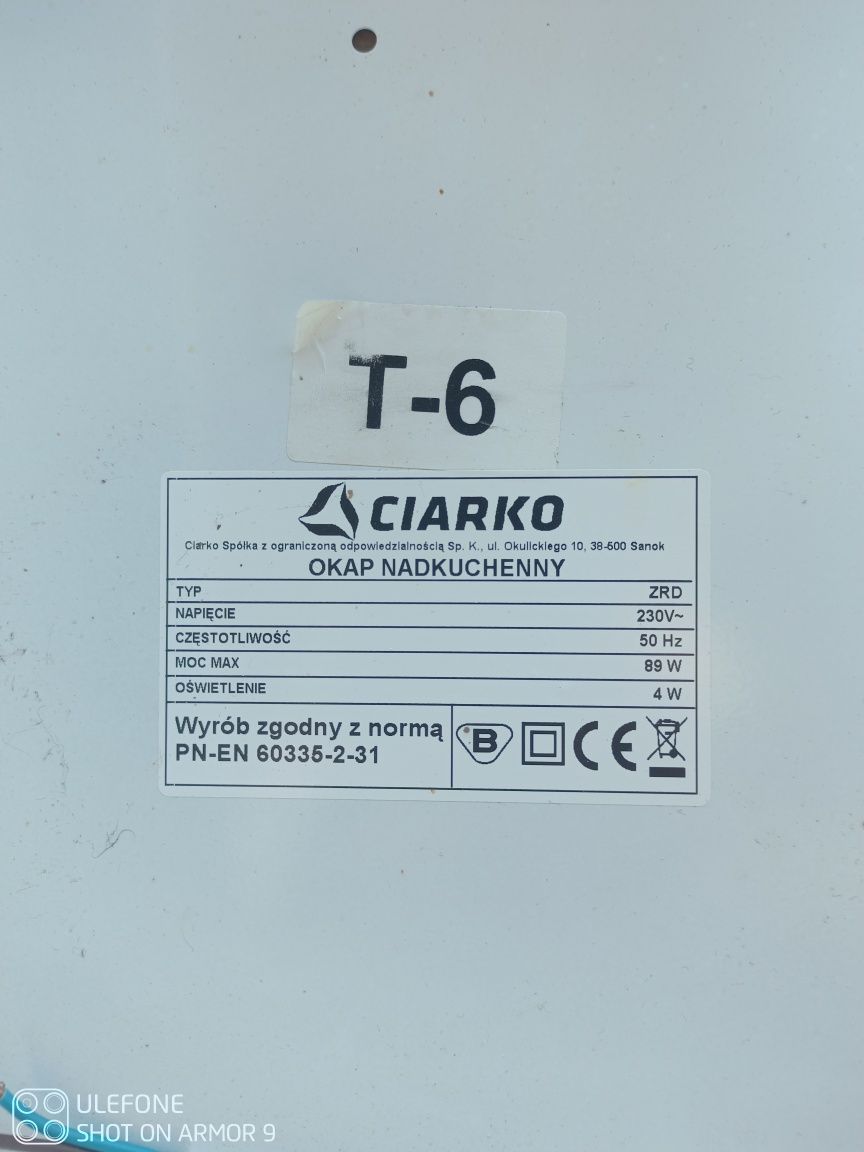 T-6
CIARKO
Ciarko Spółka z ograniczoną odpowiedzialnością Sp. K., ul. Okulickiego 10, 38-500 Sanok
OKAP NADKUCHENNY
TYP ZRD
NAPIĘCIE 230V~
CZĘSTOTLIWOŚĆ 50 Hz
MOC MAX 89 W
OŚWIETLENIE 4 W
Wyrób zgodny z normą
PN-EN 60335-2-31
B CE
ULEFONE
SHOT ON ARMOR 9